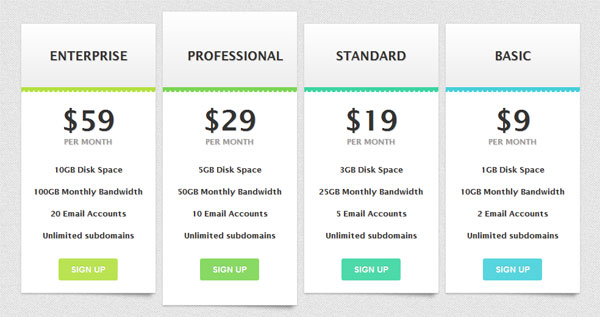 ENTERPRISE
$59
PER MONTH
10GB Disk Space
100GB Monthly Bandwidth
20 Email Accounts
Unlimited subdomains
SIGN UP
PROFESSIONAL
$29
PER MONTH
5GB Disk Space
50GB Monthly Bandwidth
10 Email Accounts
Unlimited subdomains
SIGN UP
STANDARD
$19
PER MONTH
3GB Disk Space
25GB Monthly Bandwidth
5 Email Accounts
Unlimited subdomains
SIGN UP
BASIC
$9
PER MONTH
1GB Disk Space
10GB Monthly Bandwidth
2 Email Accounts
Unlimited subdomains
SIGN UP